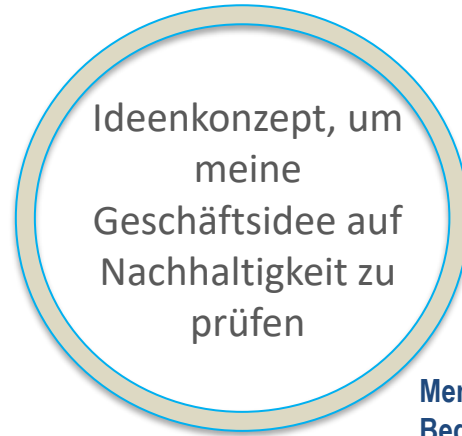 Ideenkonzept, um
meine
Geschäftsidee auf
Nachhaltigkeit zu
prüfen